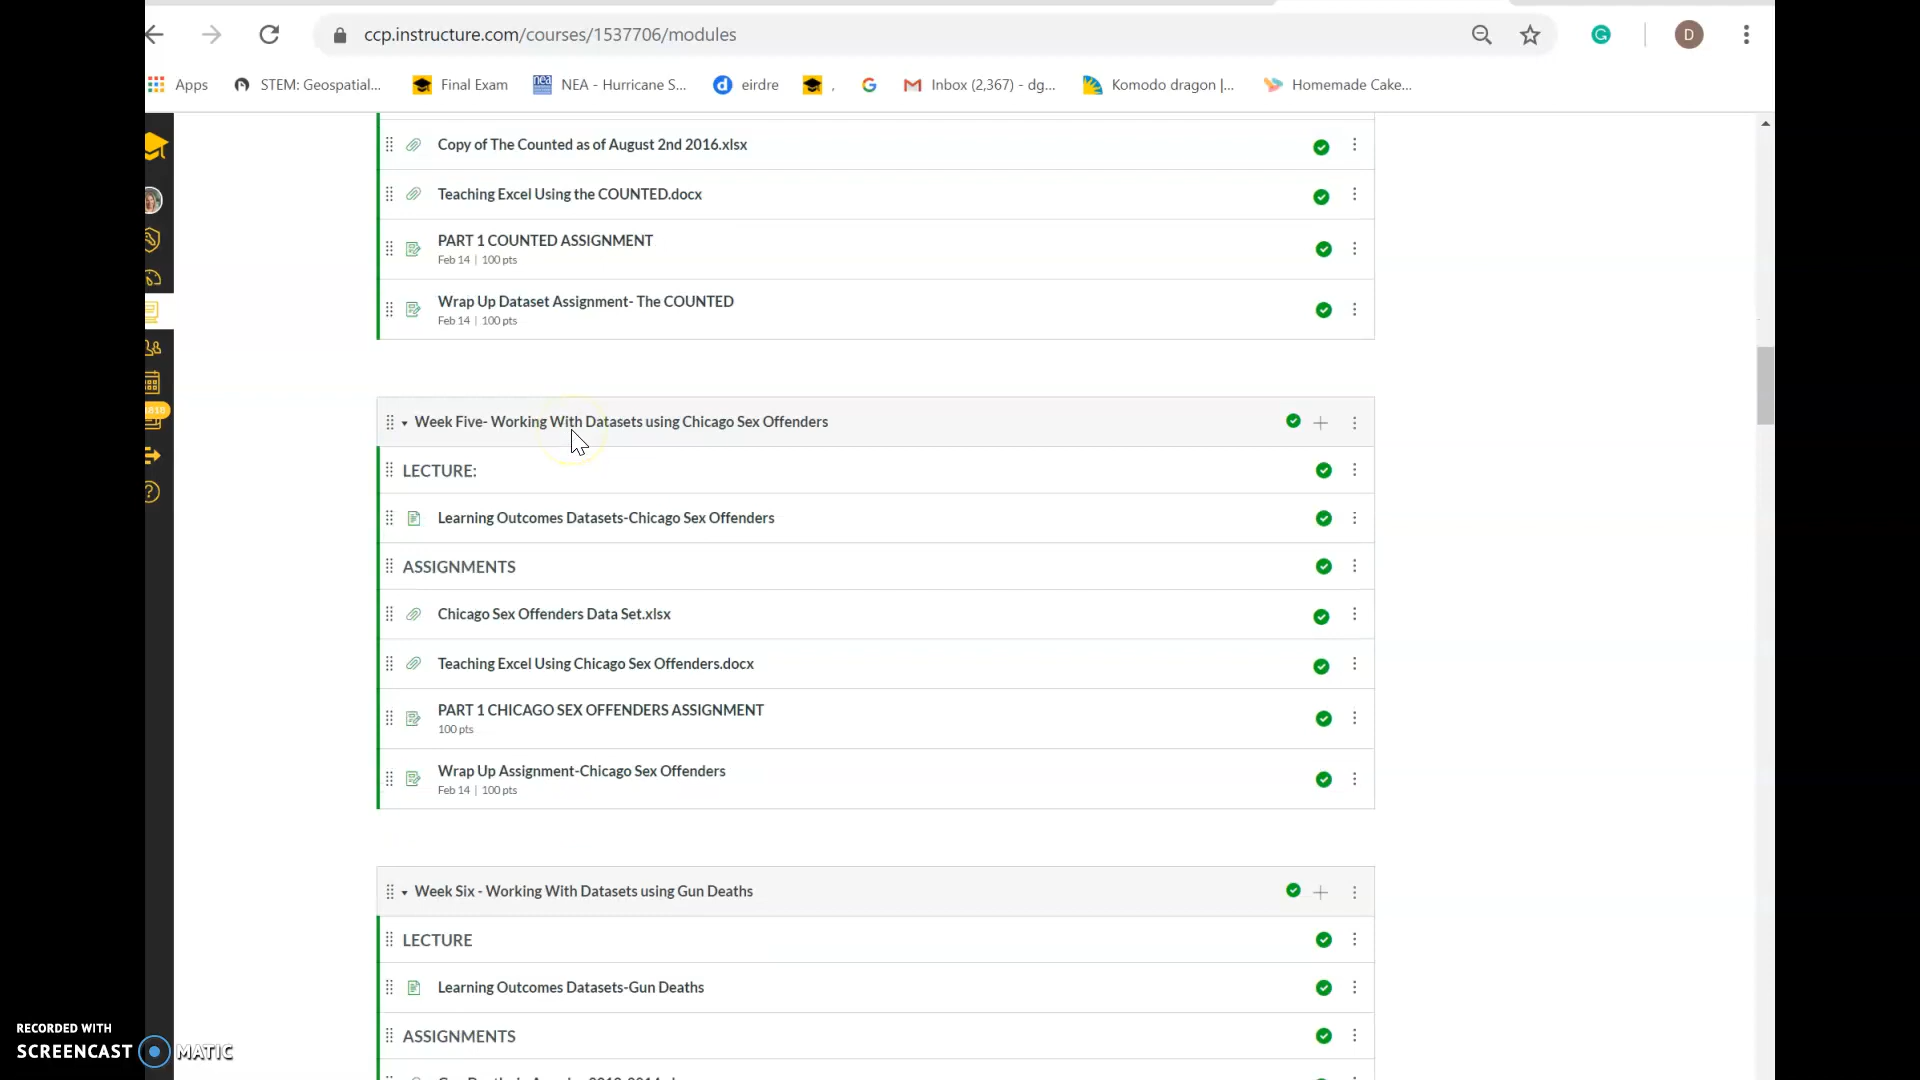 ccp.instructure.com/courses/1537706/modules
D
Apps
STEM: Geospatial...
Final Exam
nea
NEA - Hurricane S...
eirdre
,
Inbox (2,367) - dg...
Komodo dragon |...
Homemade Cake...
Copy of The Counted as of August 2nd 2016.xlsx
Teaching Excel Using the COUNTED.docx
PART 1 COUNTED ASSIGNMENT
Feb 14 | 100 pts
Wrap Up Dataset Assignment- The COUNTED
Feb 14 | 100 pts
Week Five- Working With Datasets using Chicago Sex Offenders
LECTURE:
Learning Outcomes Datasets-Chicago Sex Offenders
ASSIGNMENTS
Chicago Sex Offenders Data Set.xlsx
Teaching Excel Using Chicago Sex Offenders.docx
PART 1 CHICAGO SEX OFFENDERS ASSIGNMENT
100 pts
Wrap Up Assignment-Chicago Sex Offenders
Feb 14 | 100 pts
Week Six - Working With Datasets using Gun Deaths
LECTURE
Learning Outcomes Datasets-Gun Deaths
ASSIGNMENTS
RECORDED WITH
SCREENCAST MATIC